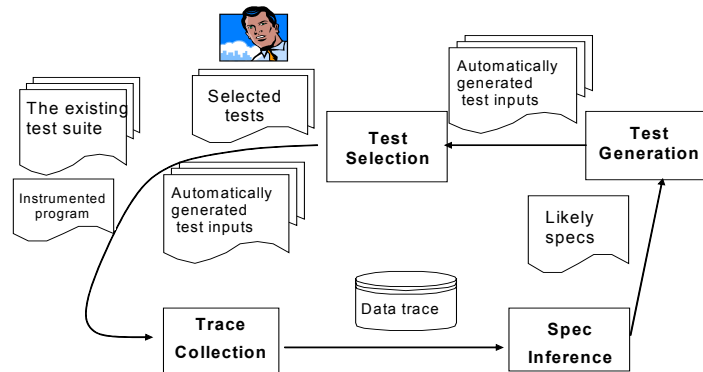 The existing
test suite
Instrumented
program
Selected
tests
Automatically
generated
test inputs
Test
Selection
Automatically
generated
test inputs
Test
Generation
Likely
specs
Data trace
Trace
Collection
Spec
Inference